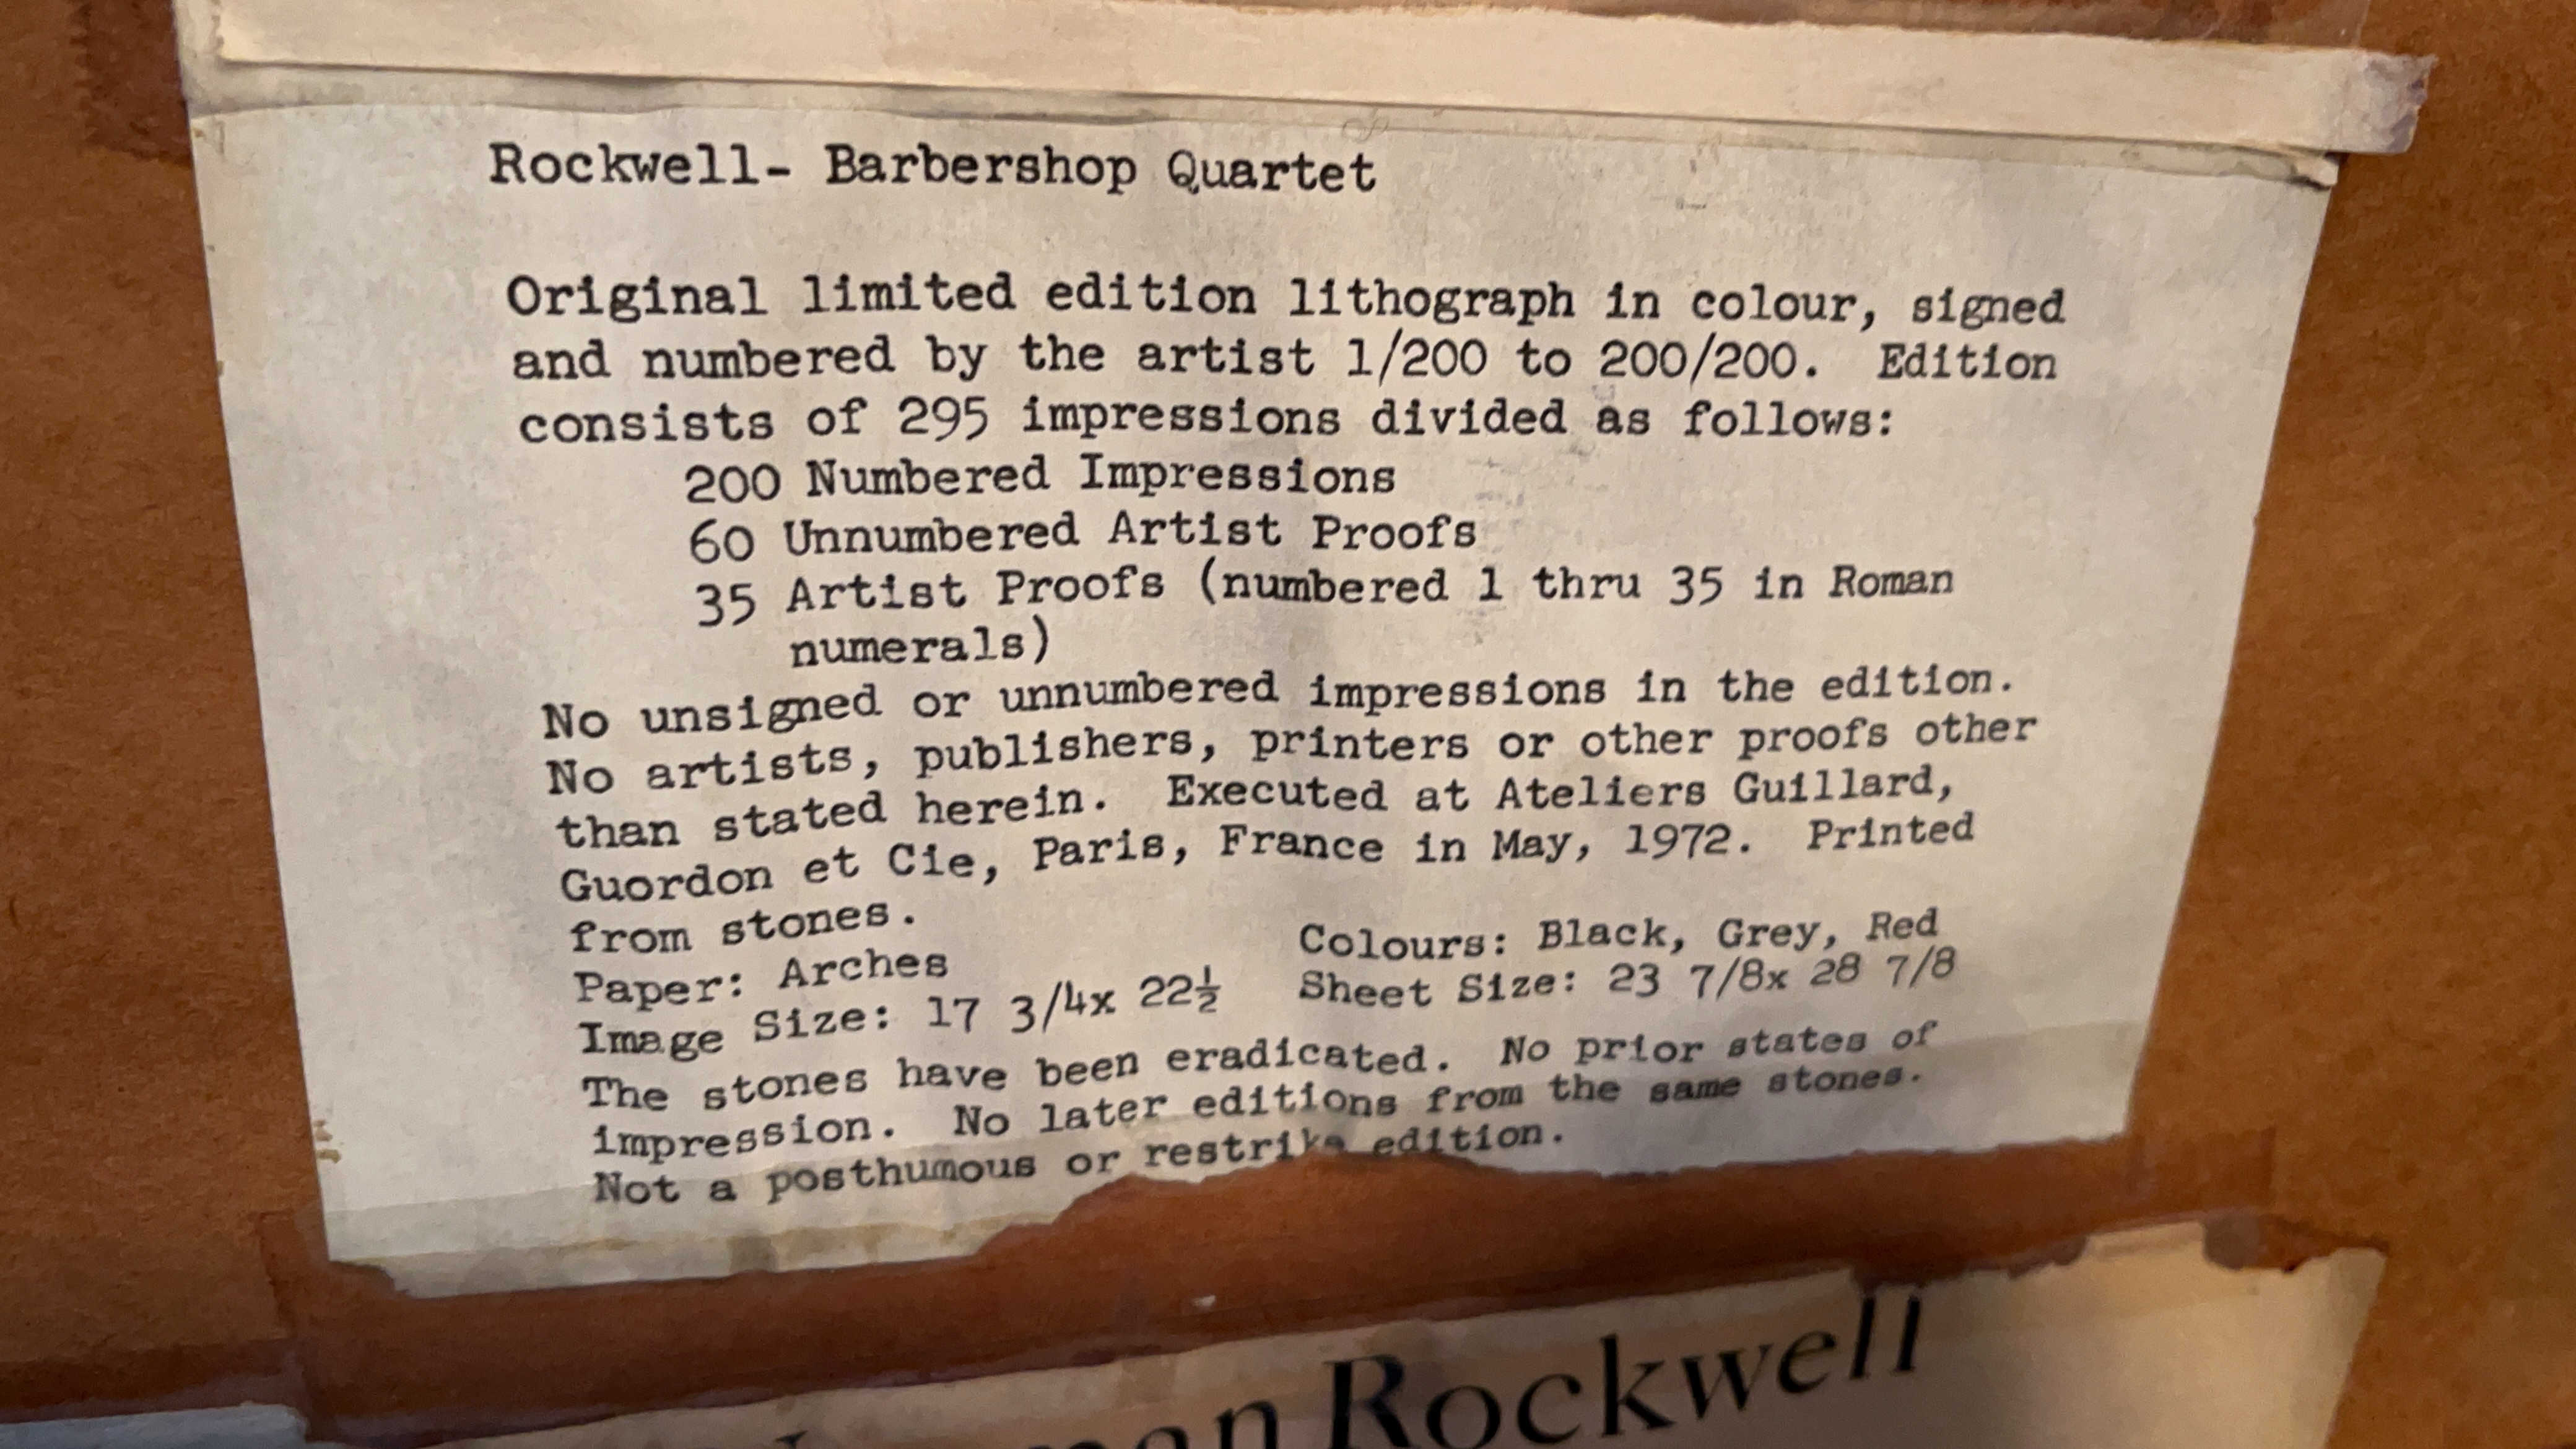 Rockwell- Barbershop Quartet
Original limited edition lithograph in colour, signed
and numbered by the artist 1/200 to 200/200. Edition
consists of 295 impressions divided as follows:
200 Numbered Impressions
60 Unnumbered Artist Proofs
35 Artist Proofs (numbered 1 thru 35 in Roman
numerals)
No unsigned or unnumbered impressions in the edition.
No artists, publishers, printers or other proofs other
than stated herein. Executed at Ateliers Guillard,
Guordon et Cie, Paris, France in May, 1972. Printed
from stones.
Paper: Arches Colours: Black, Grey, Red
Image Size: 17 3/4x 22½ Sheet Size: 23 7/8x 28 7/8
The stones have been eradicated. No prior states of
impression. No later editions from the same stones.
Not a posthumous or restrike edition.
Rockwell